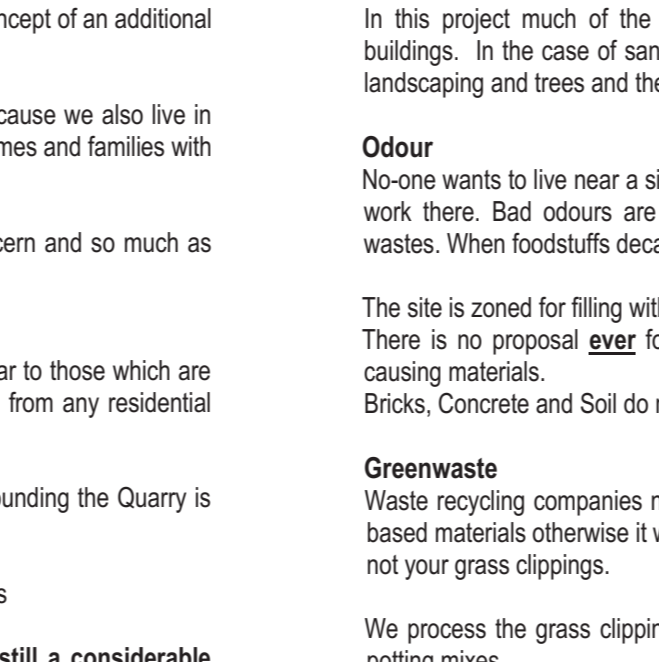 ncept of an additional
cause we also live in
mes and families with
cern and so much as
ar to those which are
from any residential
ounding the Quarry is
s
still a considerable
In this project much of the
buildings. In the case of san
landscaping and trees and the
Odour
No-one wants to live near a si
work there. Bad odours are
wastes. When foodstuffs deca
The site is zoned for filling wit
There is no proposal ever fo
causing materials.
Bricks, Concrete and Soil do
Greenwaste
Waste recycling companies
based materials otherwise it w
not your grass clippings.
We process the grass clippin
potting mixes